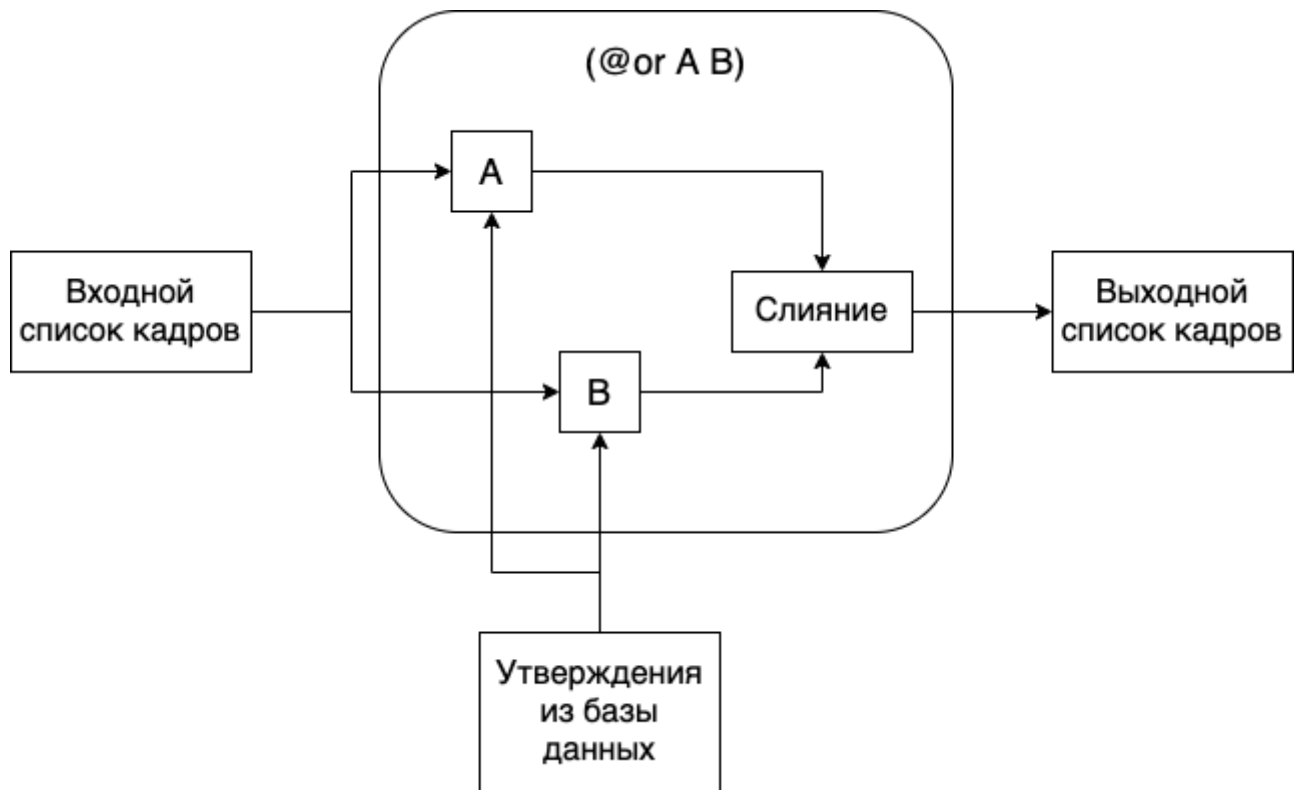 (@or A B)
A
Входной
список кадров
Слияние
Выходной
список кадров
B
Утверждения
из базы
данных